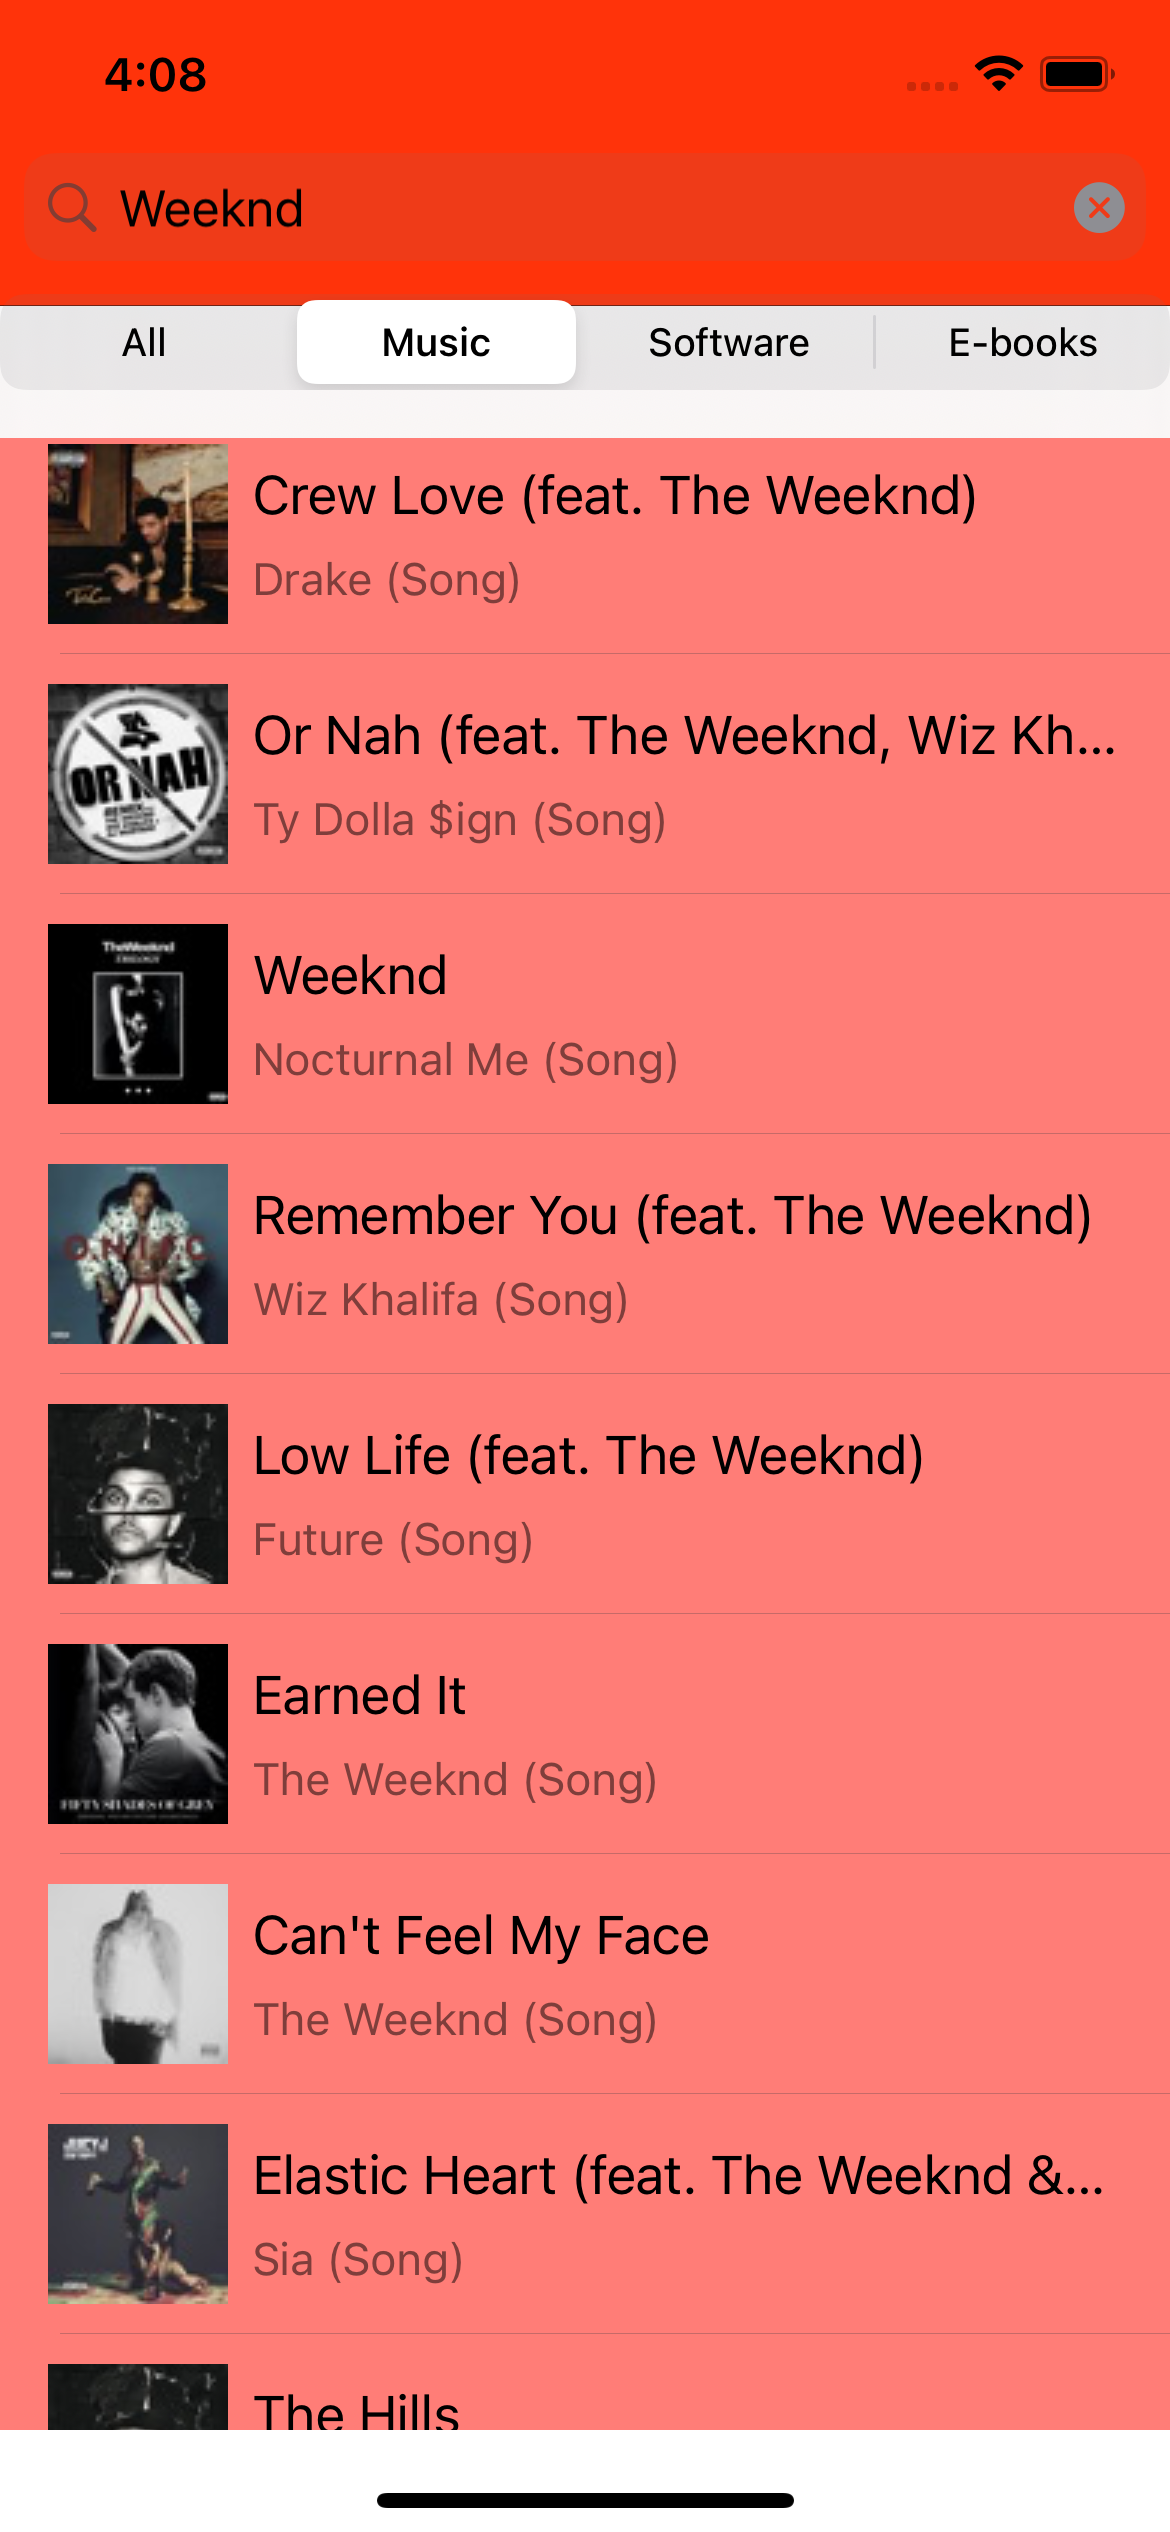 4:08
Weeknd
All Music Software E-books
Crew Love (feat. The Weeknd)
Drake (Song)
OR NAH
Or Nah (feat. The Weeknd, Wiz Kh...
Ty Dolla $ign (Song)
TheWeeknd
TRILOGY
Weeknd
Nocturnal Me (Song)
O.N.I.F.C.
Remember You (feat. The Weeknd)
Wiz Khalifa (Song)
Low Life (feat. The Weeknd)
Future (Song)
FIFTY SHADES OF GREY
Earned It
The Weeknd (Song)
Can't Feel My Face
The Weeknd (Song)
JUICY J
Elastic Heart (feat. The Weeknd &...
Sia (Song)
The Hills